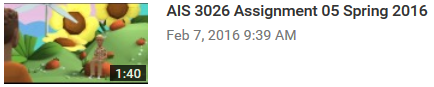 AIS 3026 Assignment 05 Spring 2016
Feb 7, 2016 9:39 AM
1:40